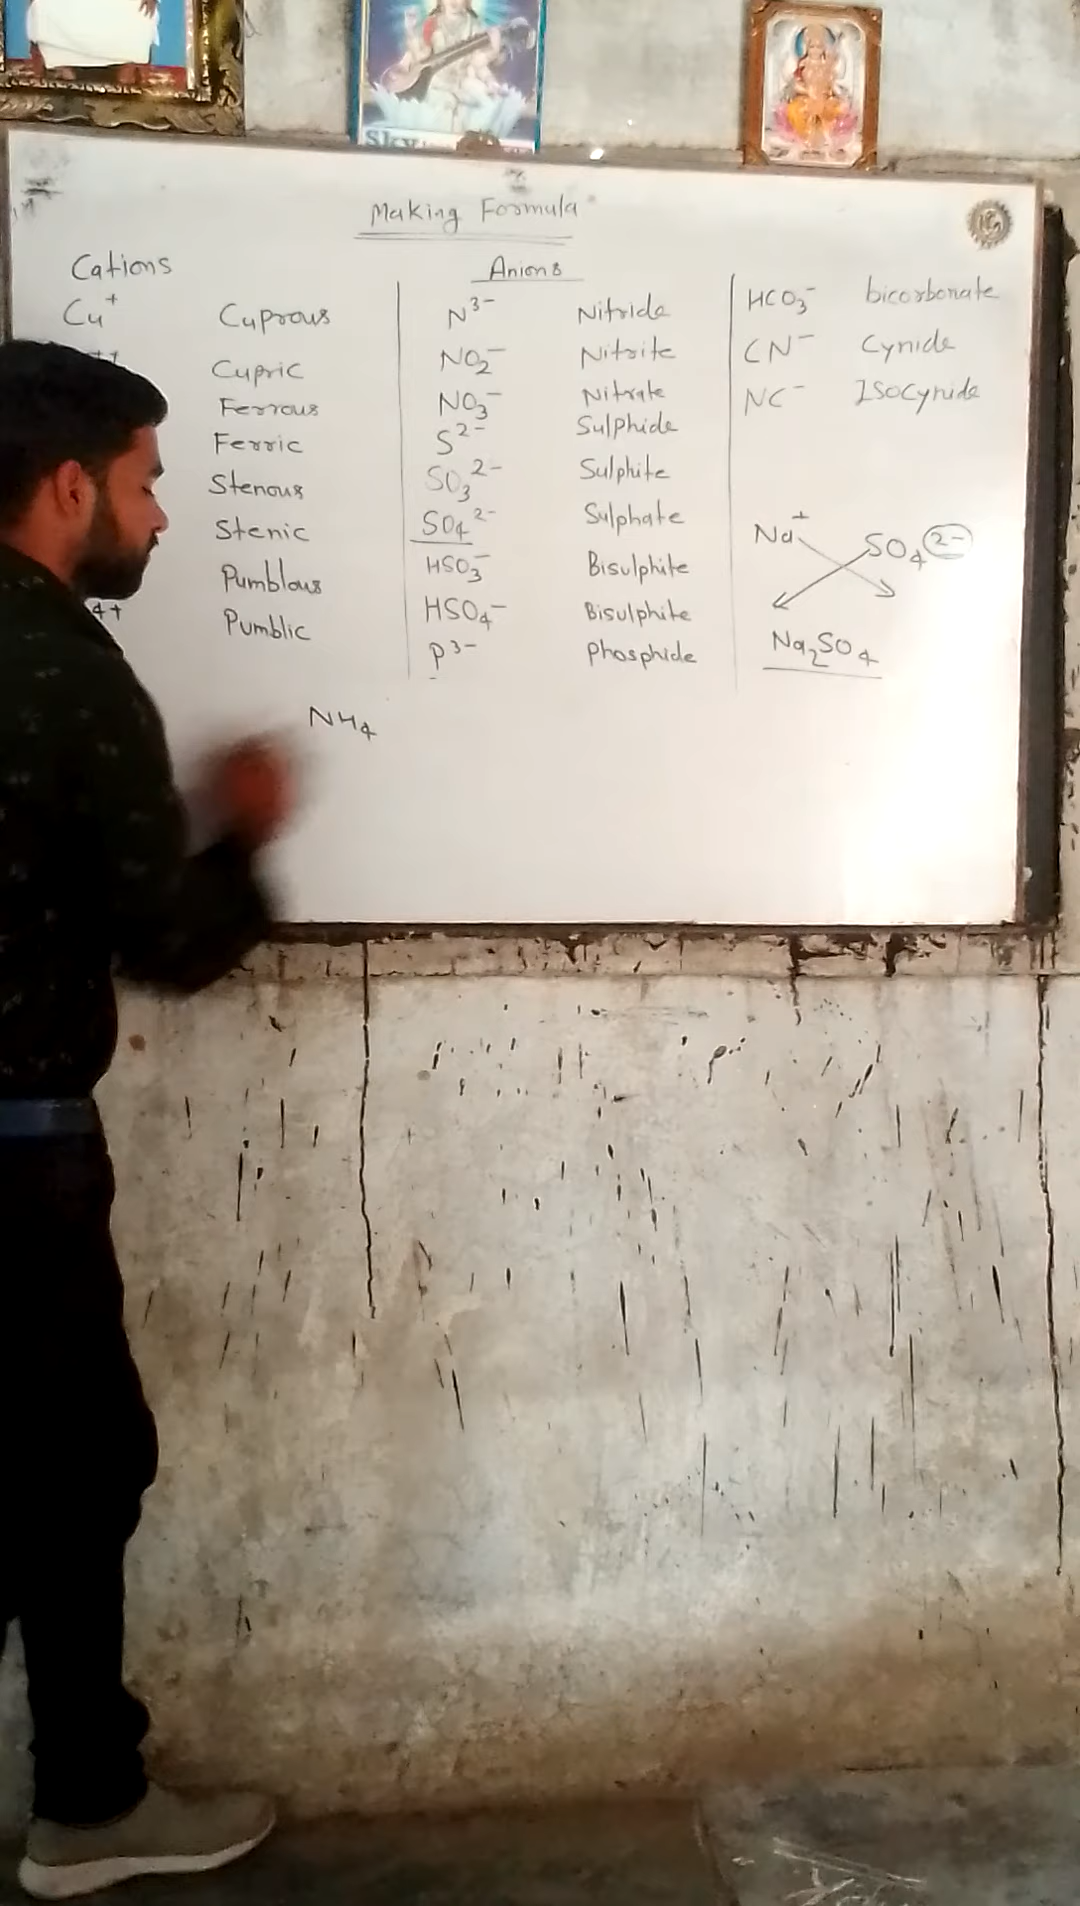 Sky
Making Formula
Cations
Anions
Cu⁺ Cuprous N³⁻ Nitride HCO₃⁻ bicorbonate
Cupric NO₂⁻ Nitrite CN⁻ Cynide
Ferrous NO₃⁻ Nitrate NC⁻ Isocynide
Ferric S²⁻ Sulphide
Stenous SO₃²⁻ Sulphite
Stenic SO₄²⁻ Sulphate Na⁺ SO₄²⁻
Pumblous HSO₃⁻ Bisulphite
4+ Pumblic HSO₄⁻ Bisulphite Na₂SO₄
P³⁻ Phosphide
NH₄